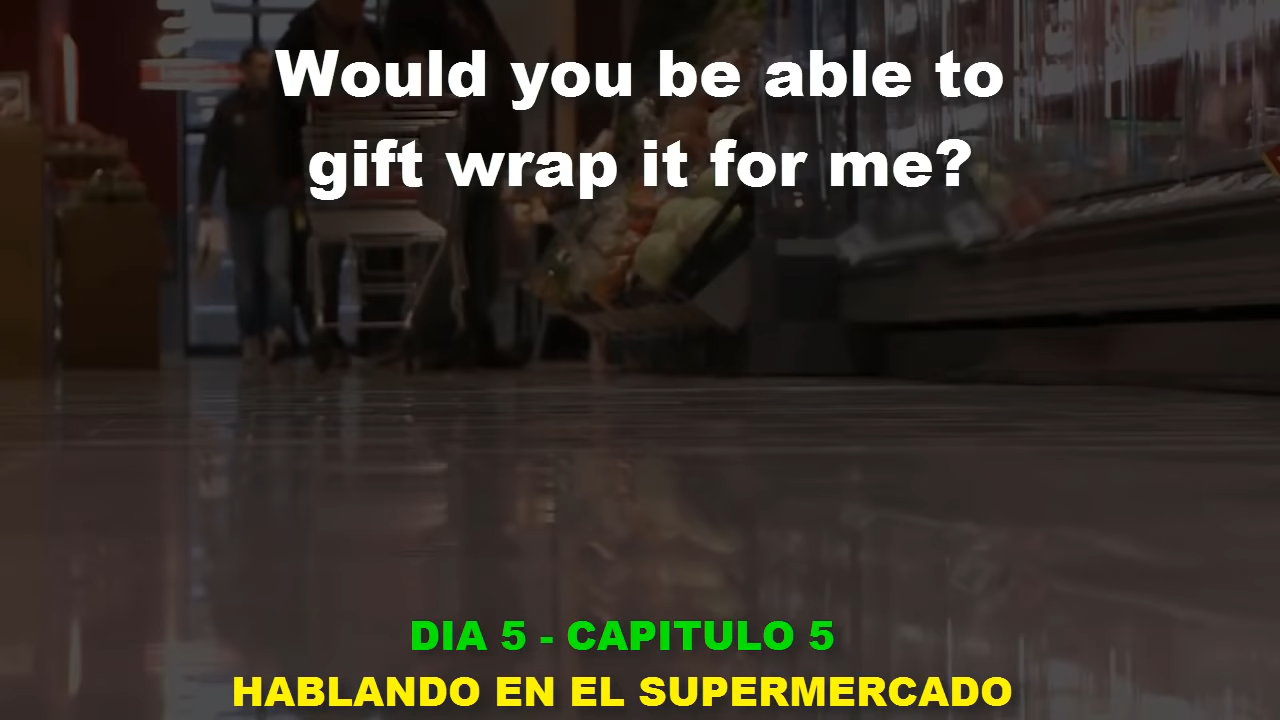 Would you be able to
gift wrap it for me?
DIA 5 - CAPITULO 5
HABLANDO EN EL SUPERMERCADO